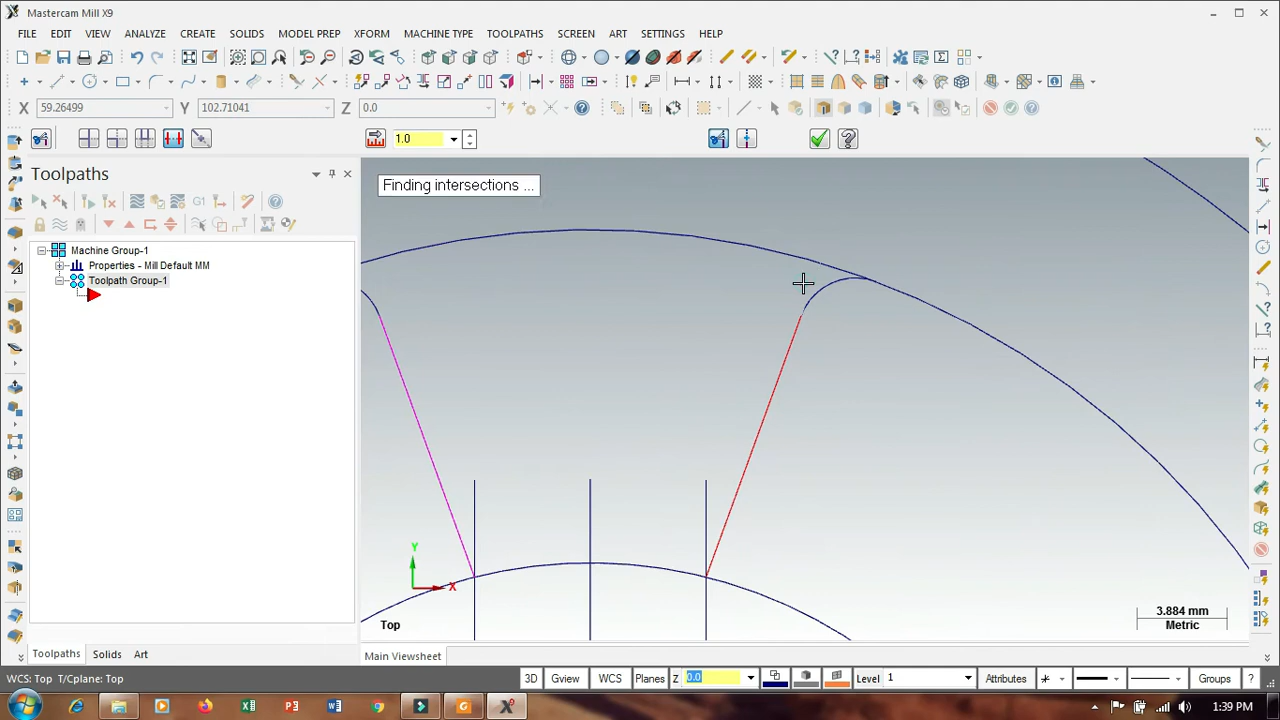 Mastercam Mill X9
FILE EDIT VIEW ANALYZE CREATE SOLIDS MODEL PREP XFORM MACHINE TYPE TOOLPATHS SCREEN ART SETTINGS HELP
X 59.26499 Y 102.71041 Z 0.0
1.0
Toolpaths
G1
Finding intersections ...
Machine Group-1
Properties - Mill Default MM
Toolpath Group-1
Y
X
Top
3.884 mm
Metric
Toolpaths Solids Art
Main Viewsheet
WCS: Top T/Cplane: Top
3D Gview WCS Planes Z 0.0 Level 1 Attributes Groups ?
1:39 PM